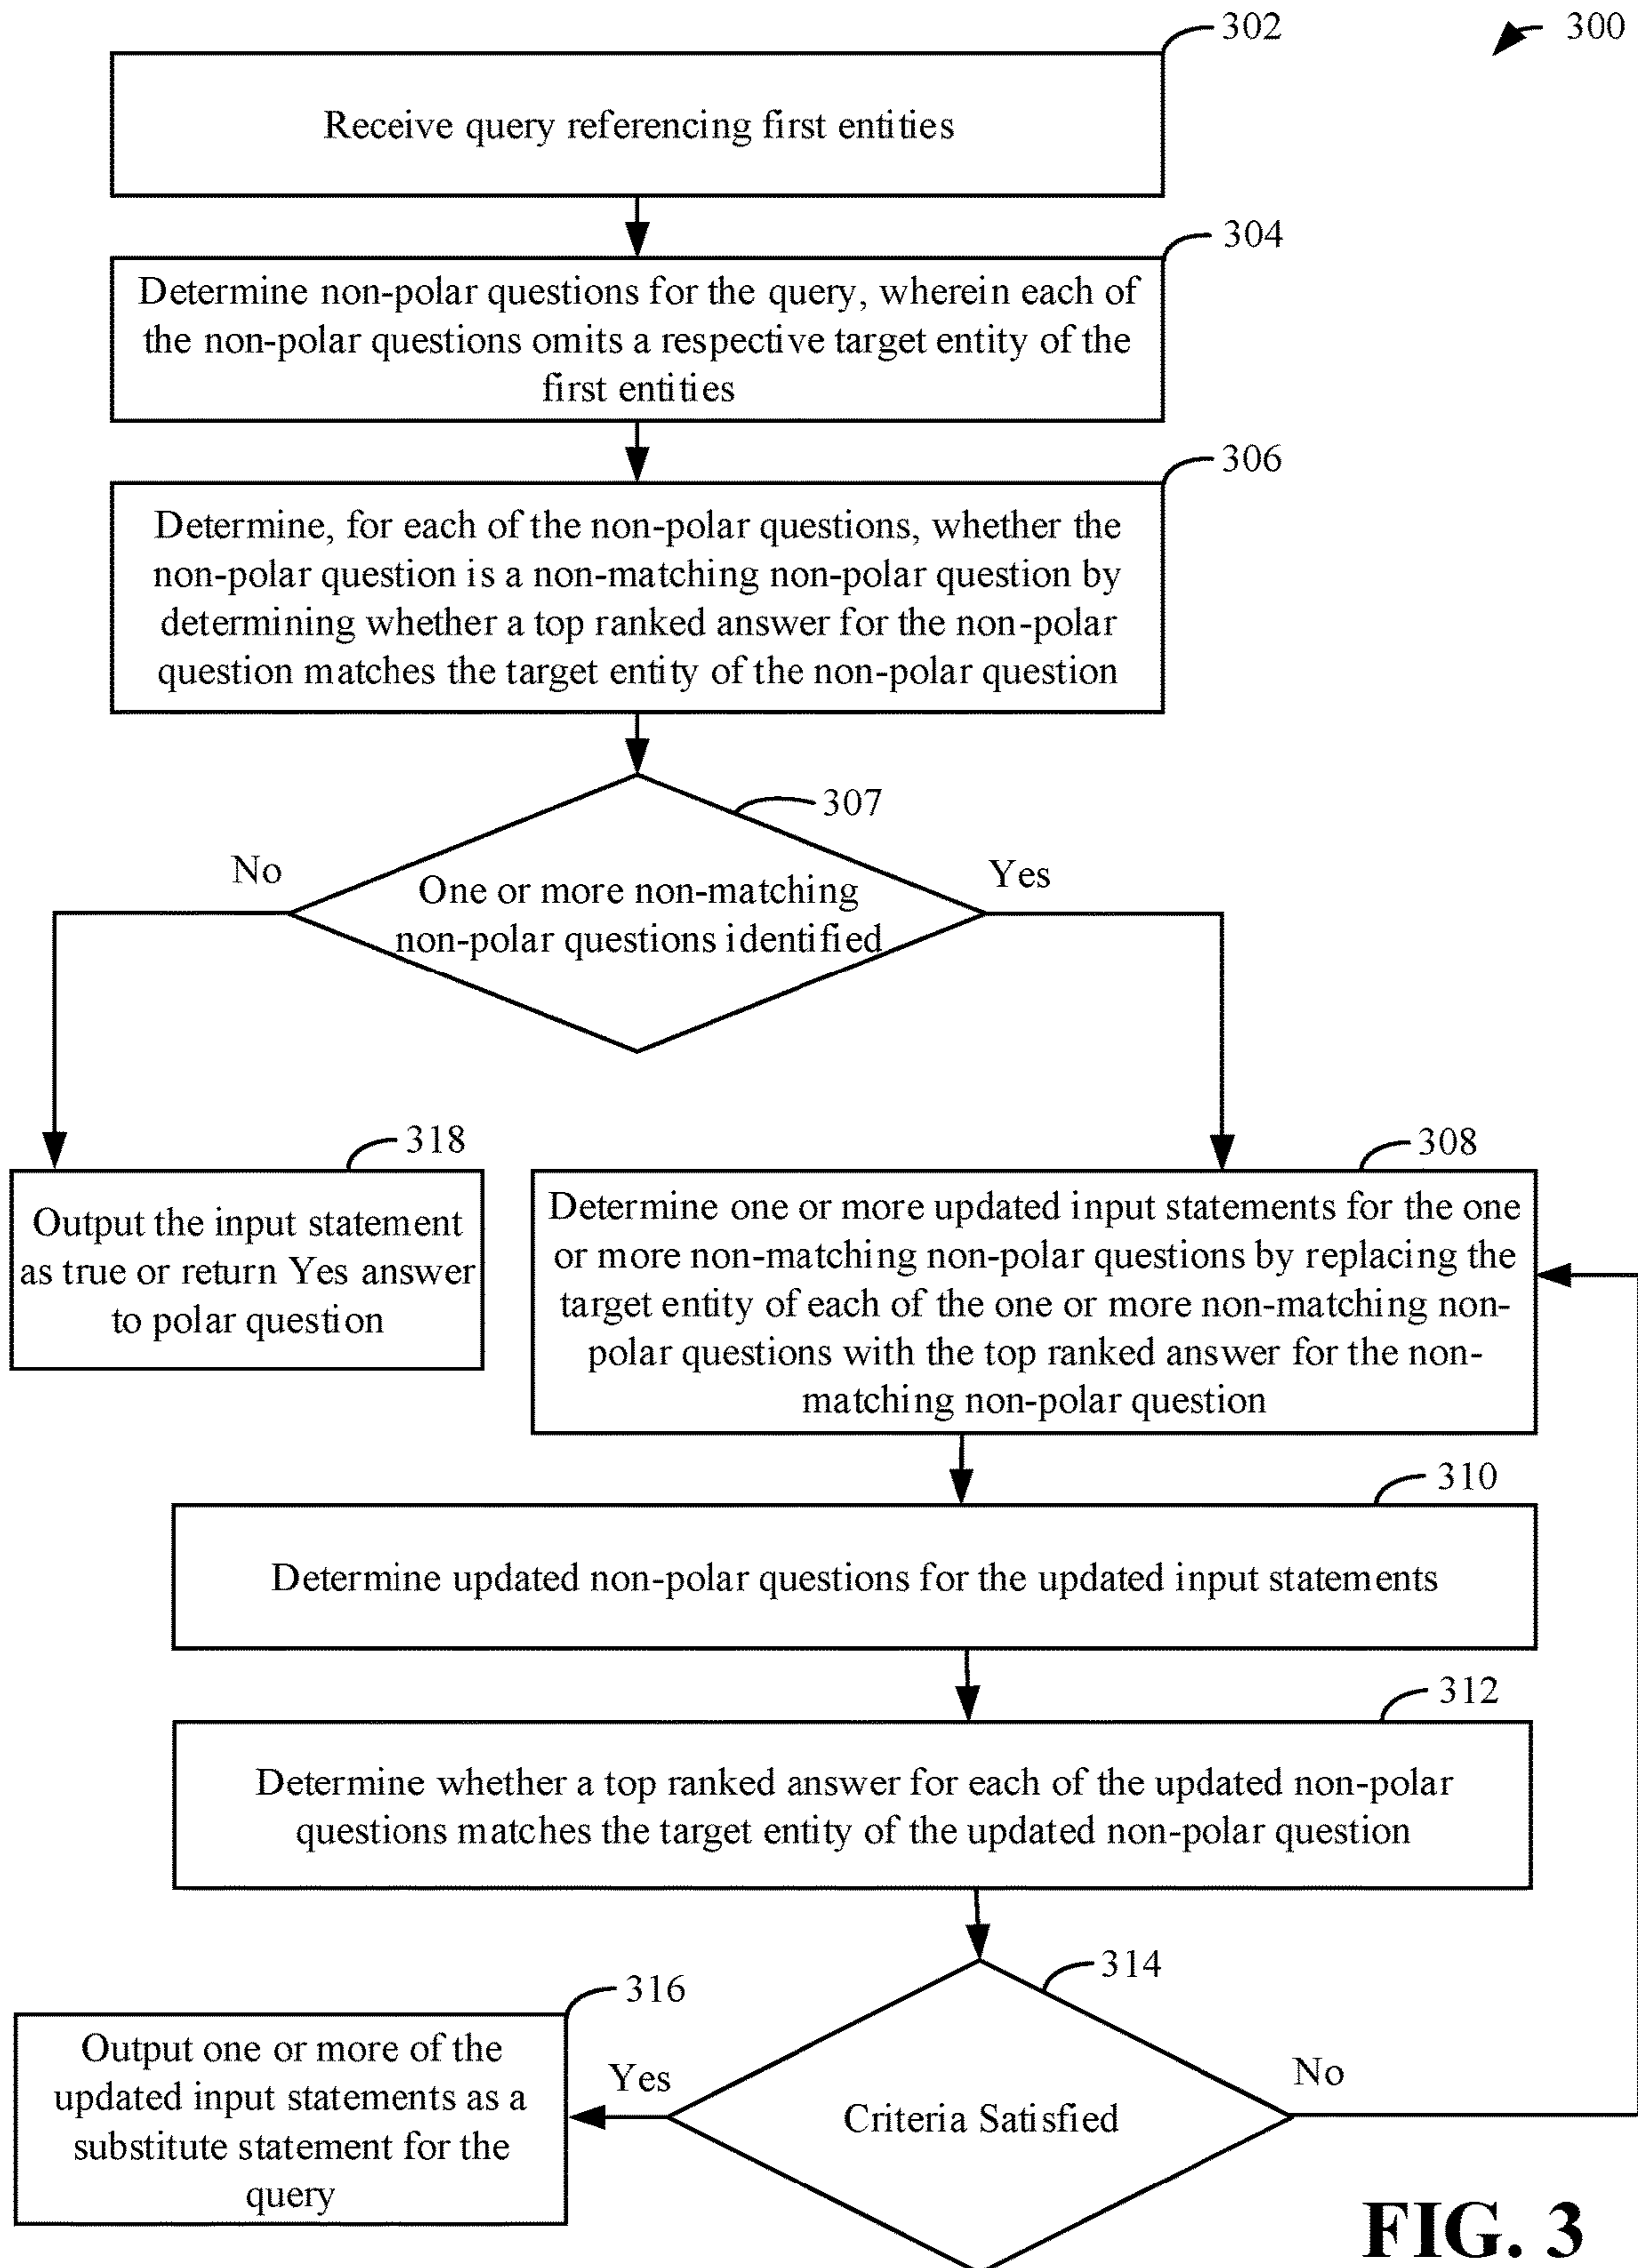 302
300
Receive query referencing first entities
304
Determine non-polar questions for the query, wherein each of
the non-polar questions omits a respective target entity of the
first entities
306
Determine, for each of the non-polar questions, whether the
non-polar question is a non-matching non-polar question by
determining whether a top ranked answer for the non-polar
question matches the target entity of the non-polar question
307
No
Yes
One or more non-matching
non-polar questions identified
318
Output the input statement
as true or return Yes answer
to polar question
308
Determine one or more updated input statements for the one
or more non-matching non-polar questions by replacing the
target entity of each of the one or more non-matching non-
polar questions with the top ranked answer for the non-
matching non-polar question
310
Determine updated non-polar questions for the updated input statements
312
Determine whether a top ranked answer for each of the updated non-polar
questions matches the target entity of the updated non-polar question
314
316
Output one or more of the
updated input statements as a
substitute statement for the
query
Yes
Criteria Satisfied
No
FIG. 3